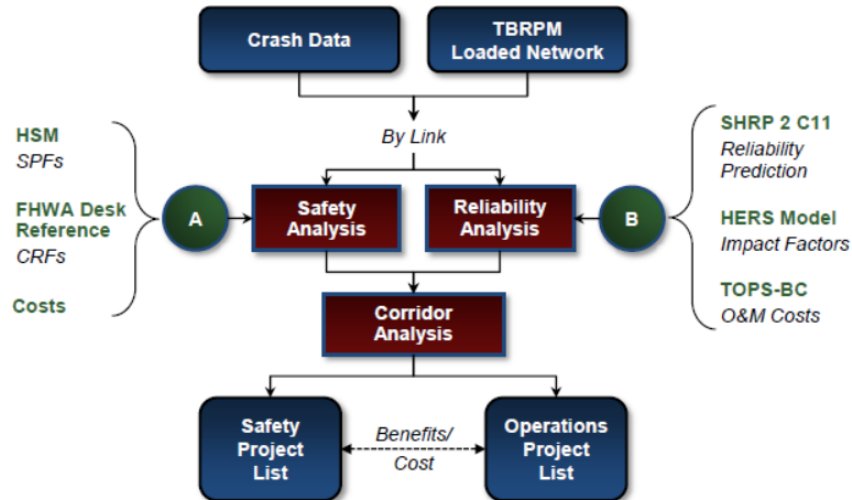 Crash Data
TBRPM
Loaded Network
By Link
HSM
SPFs
FHWA Desk
Reference
CRFs
Costs
A
Safety
Analysis
Reliability
Analysis
B
SHRP 2 C11
Reliability
Prediction
HERS Model
Impact Factors
TOPS-BC
O&M Costs
Corridor
Analysis
Safety
Project
List
Benefits/
Cost
Operations
Project
List